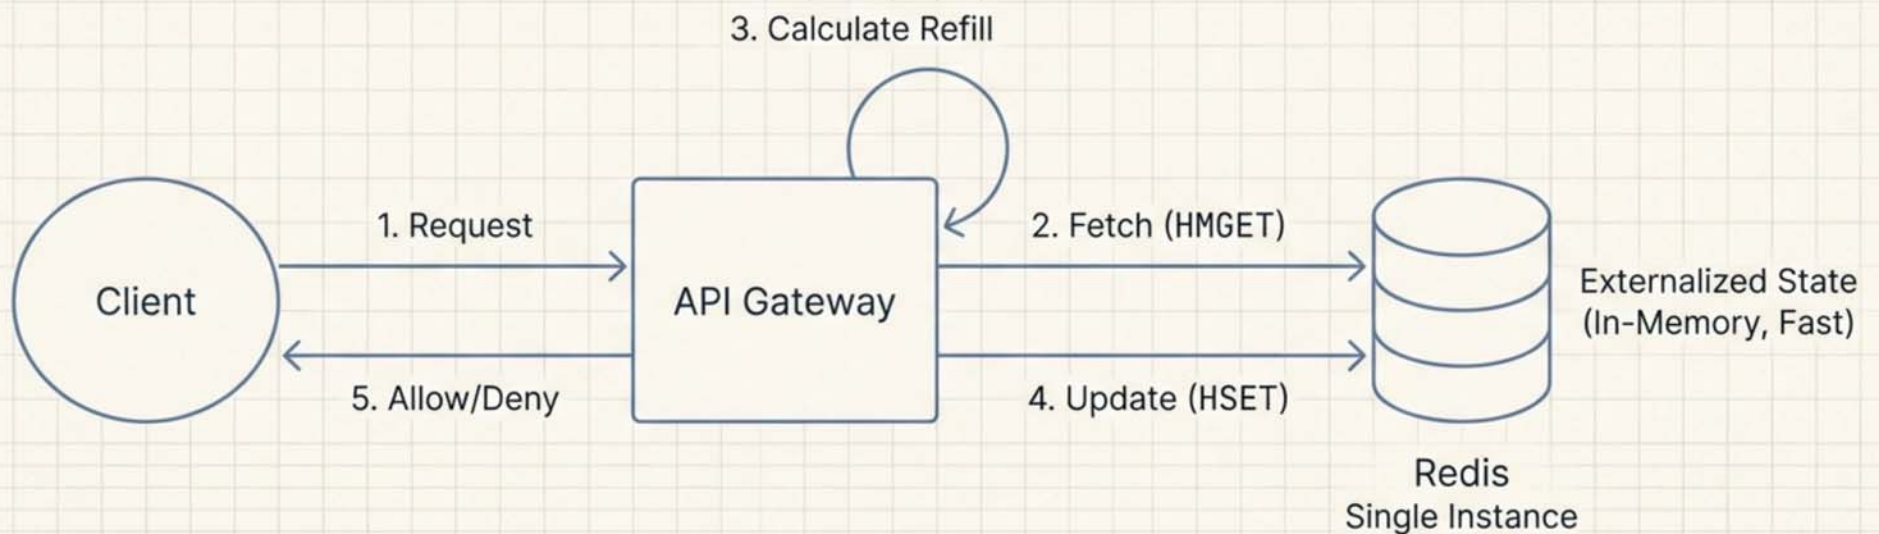 3. Calculate Refill
1. Request
2. Fetch (HMGET)
Client
API Gateway
Externalized State
(In-Memory, Fast)
5. Allow/Deny
4. Update (HSET)
Redis
Single Instance